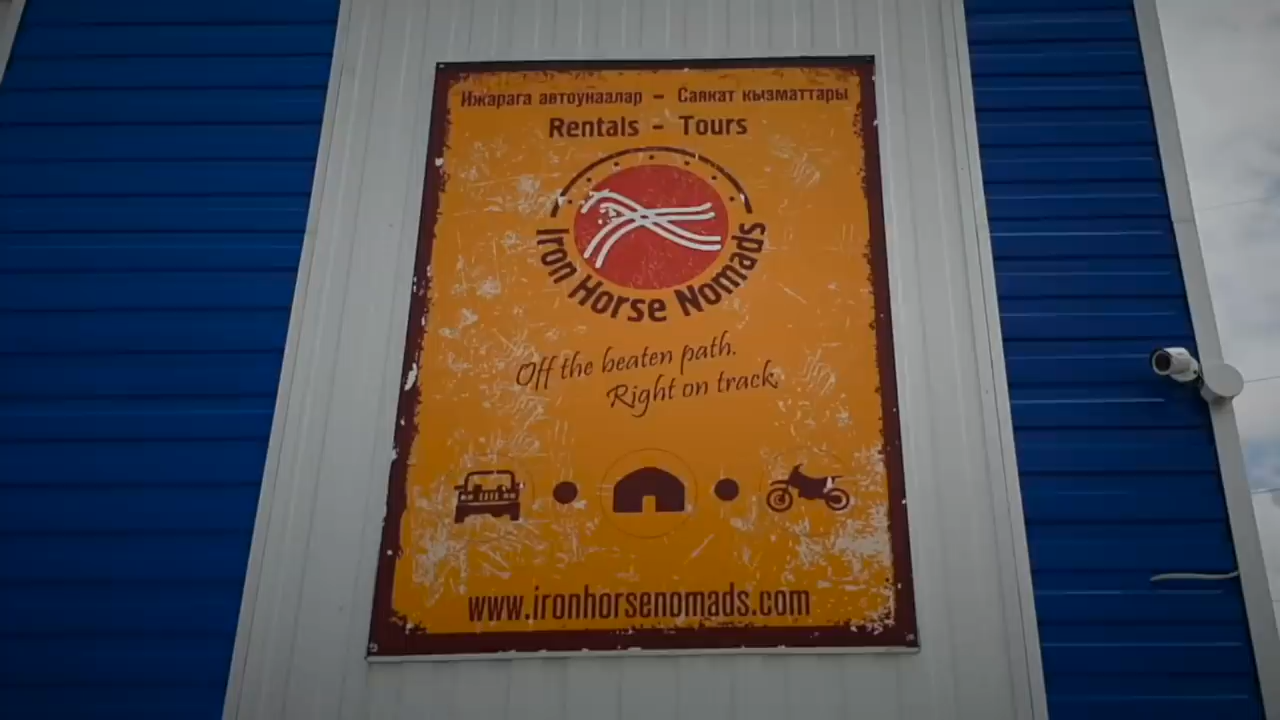 Ижарага автоунаалар – Саякат кызматтары
Rentals - Tours
Iron Horse Nomads
Off the beaten path.
Right on track.
www.ironhorsenomads.com